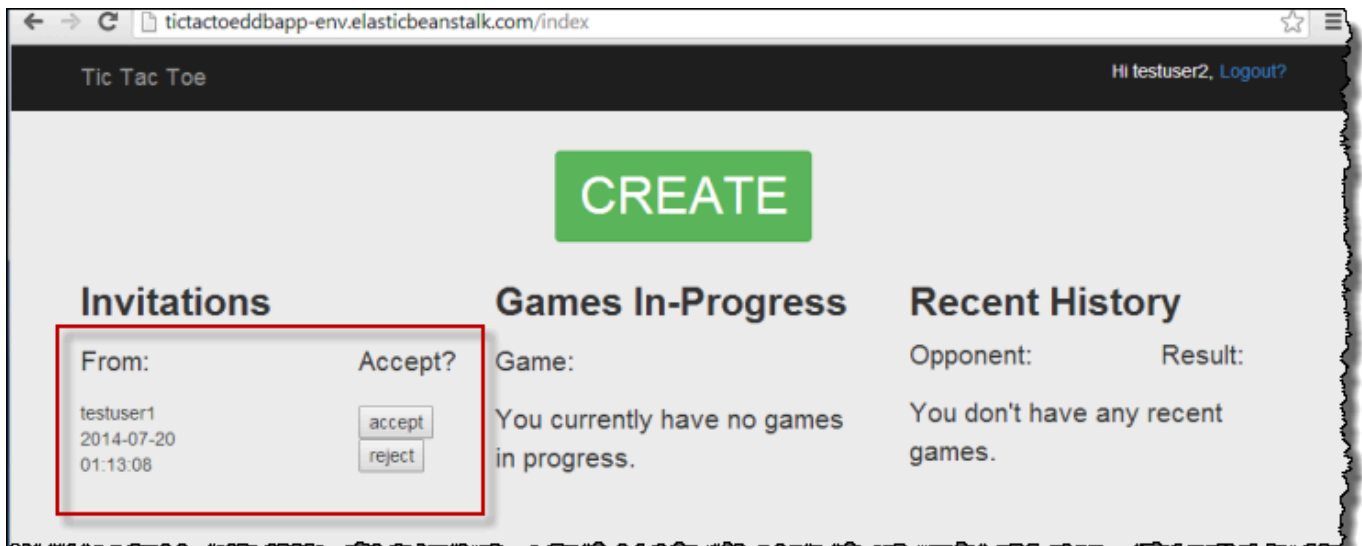 tictactoeddbapp-env.elasticbeanstalk.com/index
Tic Tac Toe
Hi testuser2, Logout?
CREATE
Invitations
From: Accept?
testuser1
2014-07-20
01:13:08
accept
reject
Games In-Progress
Game:
You currently have no games
in progress.
Recent History
Opponent: Result:
You don't have any recent
games.